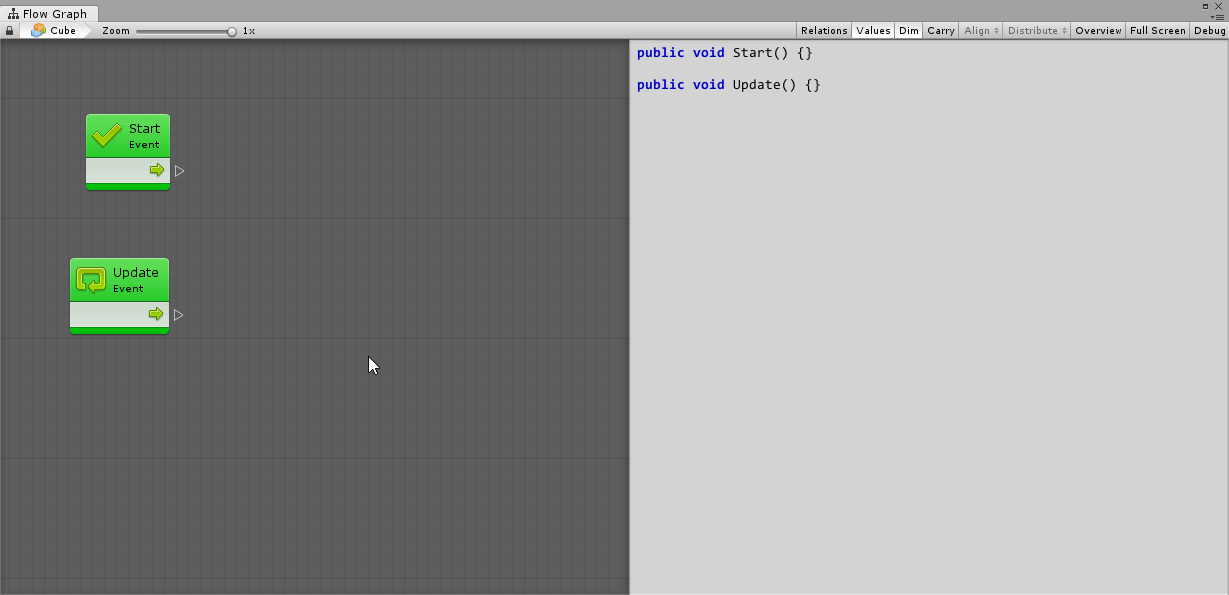 Flow Graph
Cube Zoom 1x Relations Values Dim Carry Align Distribute Overview Full Screen Debug
Start
Event
Update
Event
public void Start() {}
public void Update() {}